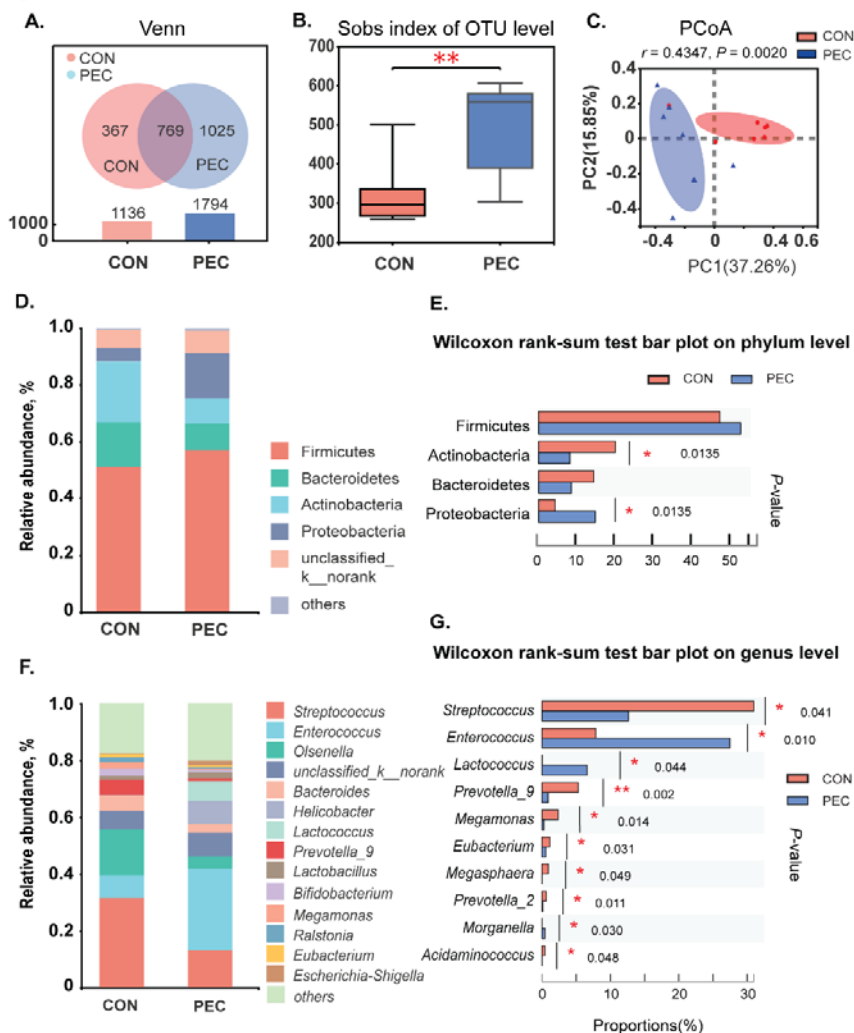 A.
Venn
CON
PEC
367
769
1025
CON
PEC
1136
1794
1000
0
CON
PEC
B.
Sobs index of OTU level
**
700
600
500
400
300
200
CON
PEC
C.
PCoA
CON
PEC
r = 0.4347, P = 0.0020
PC2(15.85%)
0.4
0.2
0
-0.2
-0.4
-0.4
0
0.4
0.6
PC1(37.26%)
D.
Relative abundance, %
1.0
0.8
0.6
0.4
0.2
0
CON
PEC
Firmicutes
Bacteroidetes
Actinobacteria
Proteobacteria
unclassified_
k__norank
others
E.
Wilcoxon rank-sum test bar plot on phylum level
CON
PEC
Firmicutes
Actinobacteria
* 0.0135
Bacteroidetes
Proteobacteria
* 0.0135
P-value
0 10 20 30 40 50
F.
Relative abundance, %
1.0
0.8
0.6
0.4
0.2
0
CON
PEC
Streptococcus
Enterococcus
Olsenella
unclassified_k__norank
Bacteroides
Helicobacter
Lactococcus
Prevotella_9
Lactobacillus
Bifidobacterium
Megamonas
Ralstonia
Eubacterium
Escherichia-Shigella
others
G.
Wilcoxon rank-sum test bar plot on genus level
Streptococcus
* 0.041
Enterococcus
* 0.010
Lactococcus
* 0.044
Prevotella_9
** 0.002
Megamonas
* 0.014
Eubacterium
* 0.031
Megasphaera
* 0.049
Prevotella_2
* 0.011
Morganella
* 0.030
Acidaminococcus
* 0.048
CON
PEC
P-value
0 10 20 30
Proportions(%)